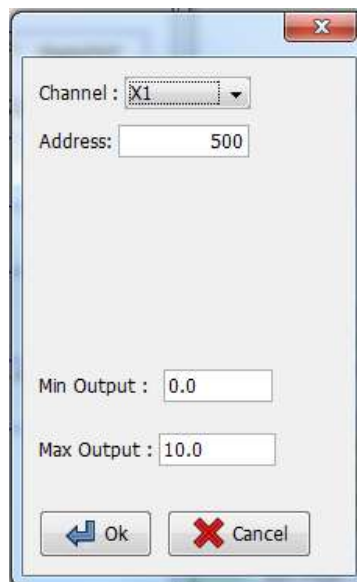 Channel : X1
Address: 500
Min Output : 0.0
Max Output : 10.0
Ok Cancel